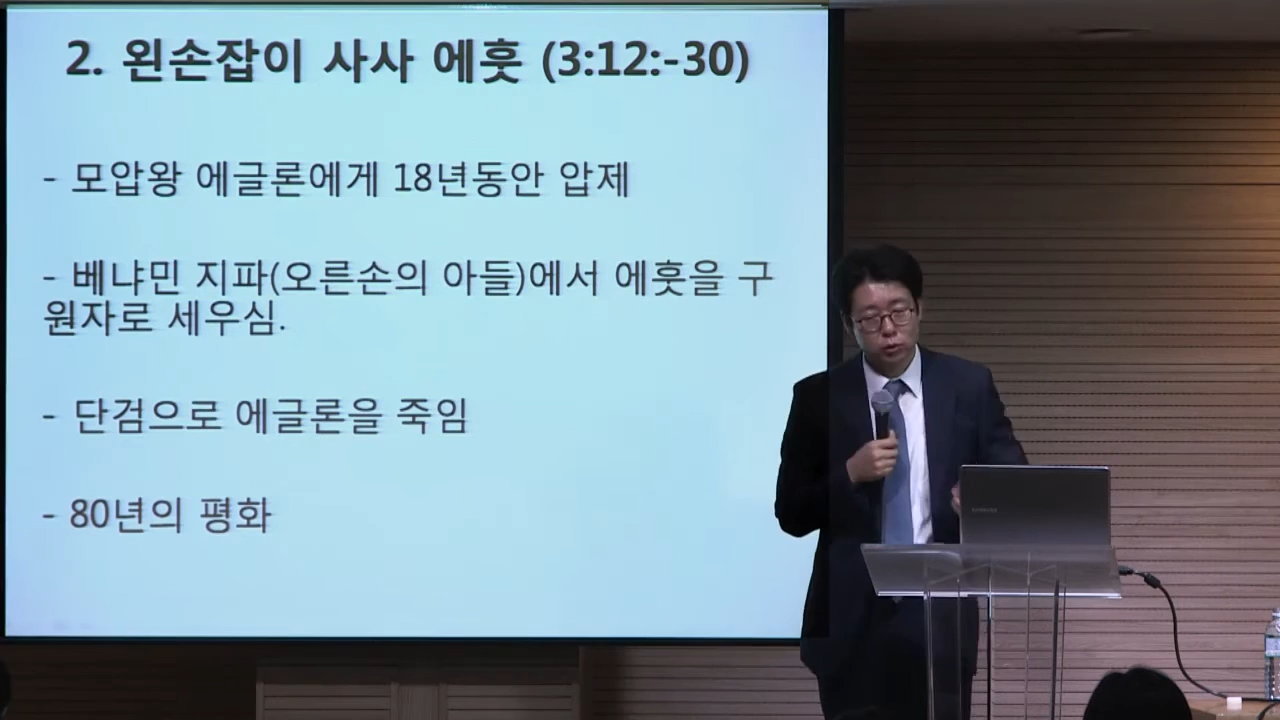 2. 왼손잡이 사사 에훗 (3:12:-30)
- 모압왕 에글론에게 18년동안 압제
- 베냐민 지파(오른손의 아들)에서 에훗을 구
원자로 세우심.
- 단검으로 에글론을 죽임
- 80년의 평화
SAMSUNG